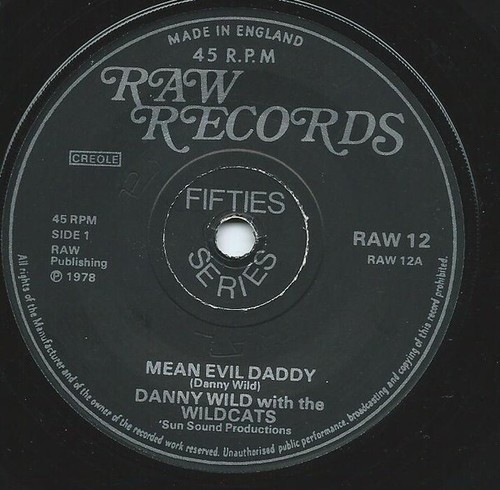 MADE IN ENGLAND
45 R.P.M
RAW
RECORDS
CREOLE
FIFTIES
SERIES
45 RPM
SIDE 1
RAW
Publishing
℗ 1978
RAW 12
RAW 12A
MEAN EVIL DADDY
(Danny Wild)
DANNY WILD with the
WILDCATS
'Sun Sound Productions
All rights of the Manufacturer and of the owner of the recorded work reserved. Unauthorised public performance, broadcasting and copying of this record prohibited.